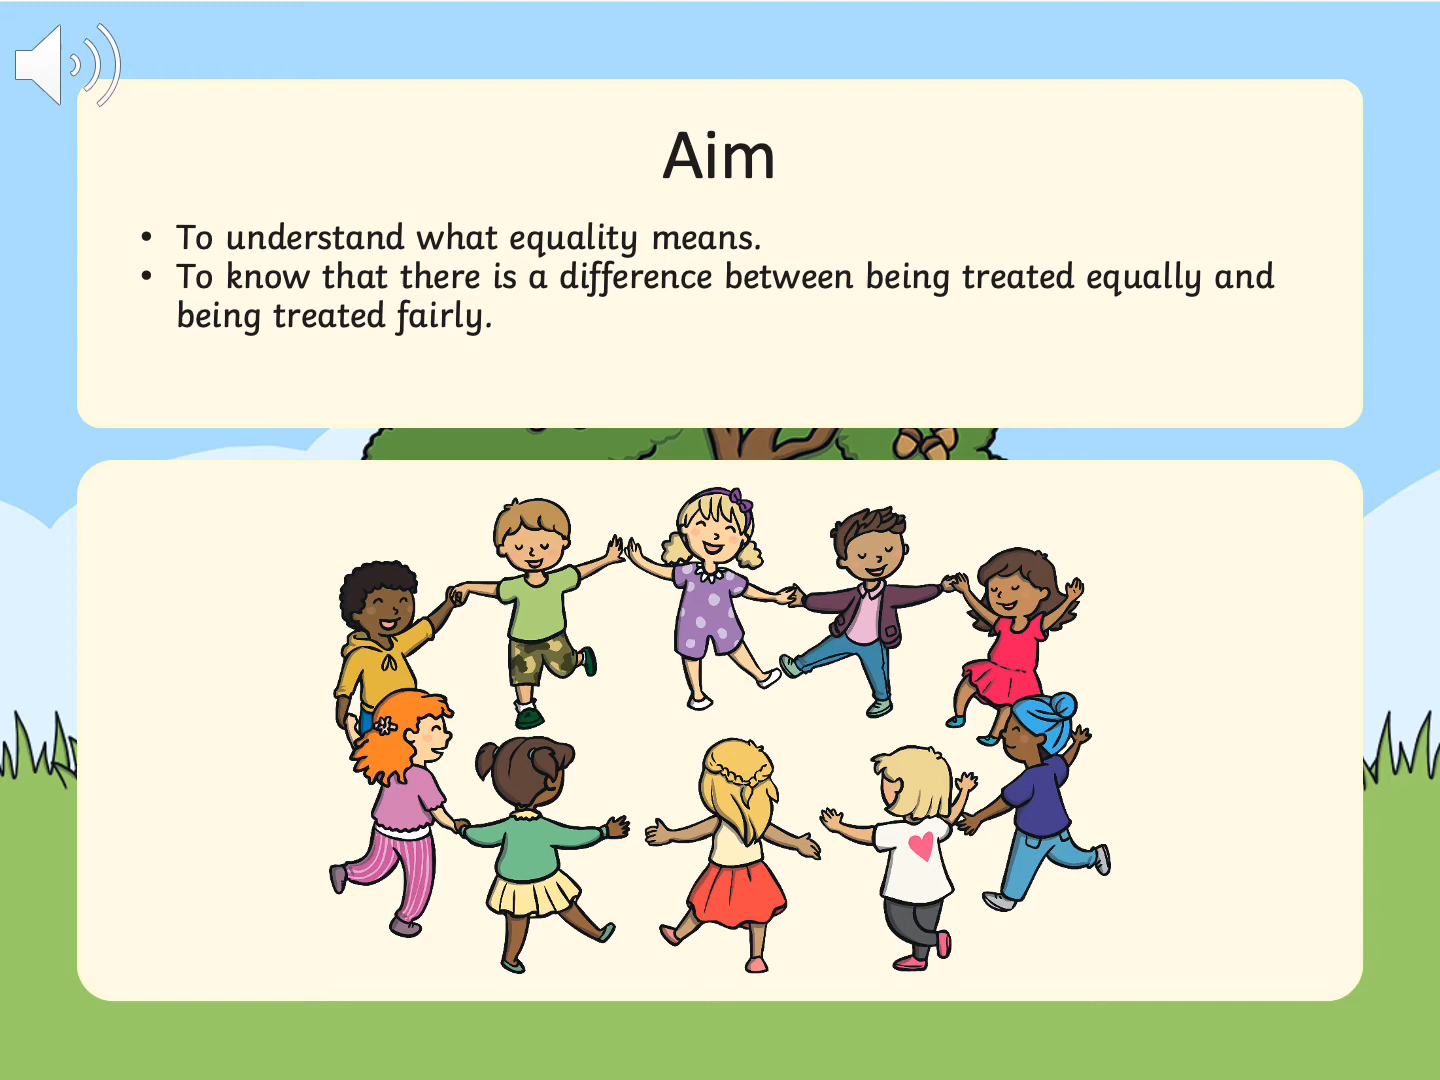 Aim
• To understand what equality means.
• To know that there is a difference between being treated equally and
being treated fairly.